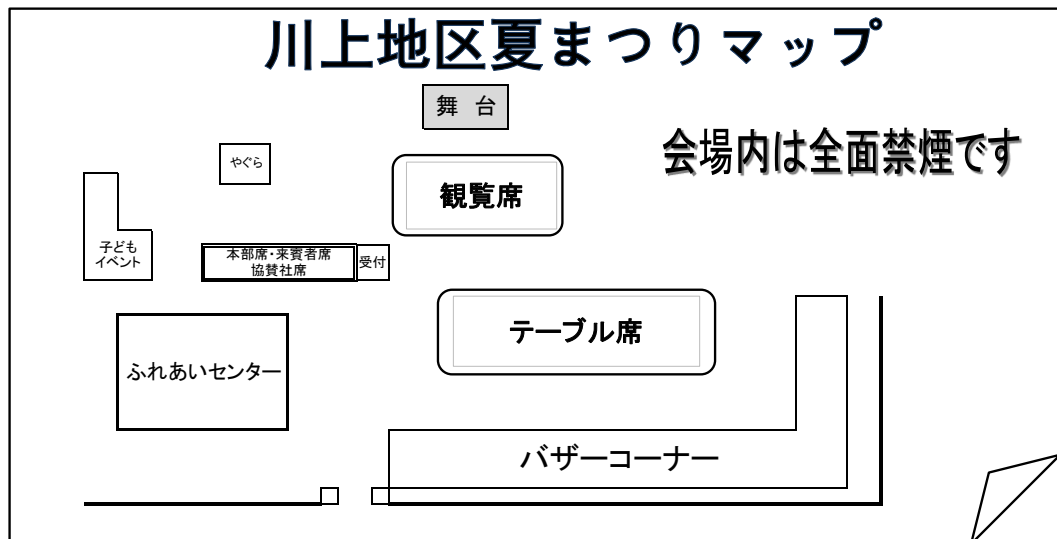 川上地区夏まつりマップ
舞 台
会場内は全面禁煙です
やぐら
観覧席
子ども
イベント
本部席・来賓者席
協賛社席
受付
テーブル席
ふれあいセンター
バザーコーナー